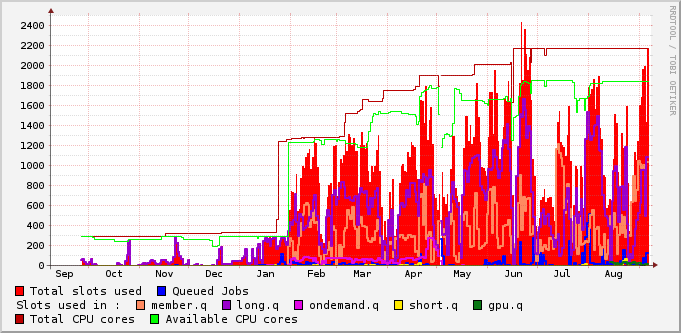 RRDTOOL / TOBI OETIKER
2400
2200
2000
1800
1600
1400
1200
1000
800
600
400
200
0
Sep Oct Nov Dec Jan Feb Mar Apr May Jun Jul Aug
Total slots used Queued Jobs
Slots used in : member.q long.q ondemand.q short.q gpu.q
Total CPU cores Available CPU cores